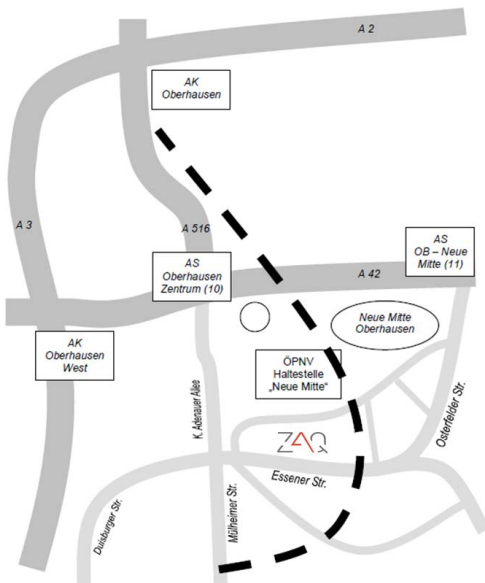 A 2
AK
Oberhausen
A 3
A 516
AS
OB – Neue
Mitte (11)
AS
Oberhausen
Zentrum (10)
A 42
Neue Mitte
Oberhausen
AK
Oberhausen
West
ÖPNV
Haltestelle
„Neue Mitte“
K. Adenauer Allee
Osterfelder Str.
ZAQ
Essener Str.
Duisburger Str.
Mülheimer Str.